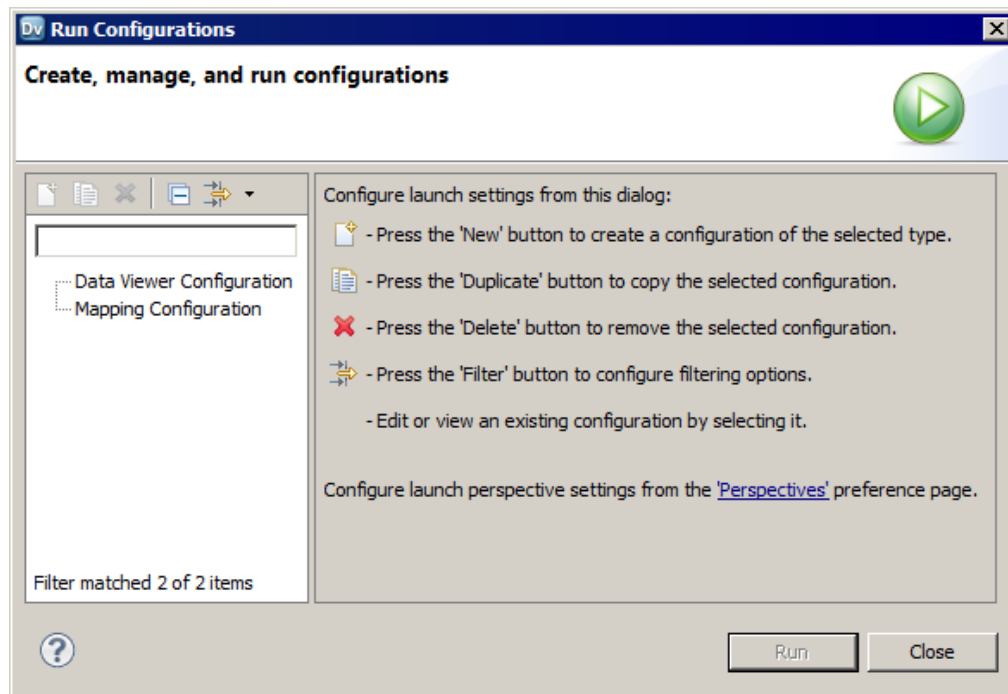 Dv Run Configurations
Create, manage, and run configurations
Configure launch settings from this dialog:
- Press the 'New' button to create a configuration of the selected type.
- Press the 'Duplicate' button to copy the selected configuration.
- Press the 'Delete' button to remove the selected configuration.
- Press the 'Filter' button to configure filtering options.
- Edit or view an existing configuration by selecting it.
Configure launch perspective settings from the 'Perspectives' preference page.
Data Viewer Configuration
Mapping Configuration
Filter matched 2 of 2 items
?
Run
Close